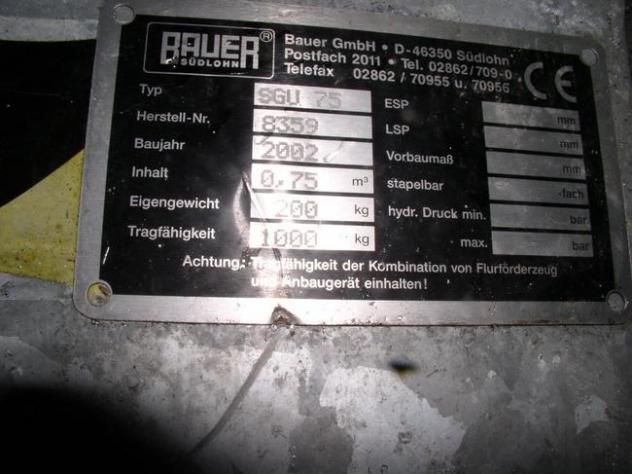 BAUER®
SÜDLOHN
Bauer GmbH • D-46350 Südlohn
Postfach 2011 • Tel. 02862/709-0
Telefax 02862 / 70955 u. 70956
CE
Typ SGU 75
Herstell-Nr. 8359
Baujahr 2002
Inhalt 0,75 m³
Eigengewicht 200 kg
Tragfähigkeit 1000 kg
ESP mm
LSP mm
Vorbaumaß mm
stapelbar -fach
hydr. Druck min. bar
max. bar
Achtung: Tragfähigkeit der Kombination von Flurförderzeug
und Anbaugerät einhalten!